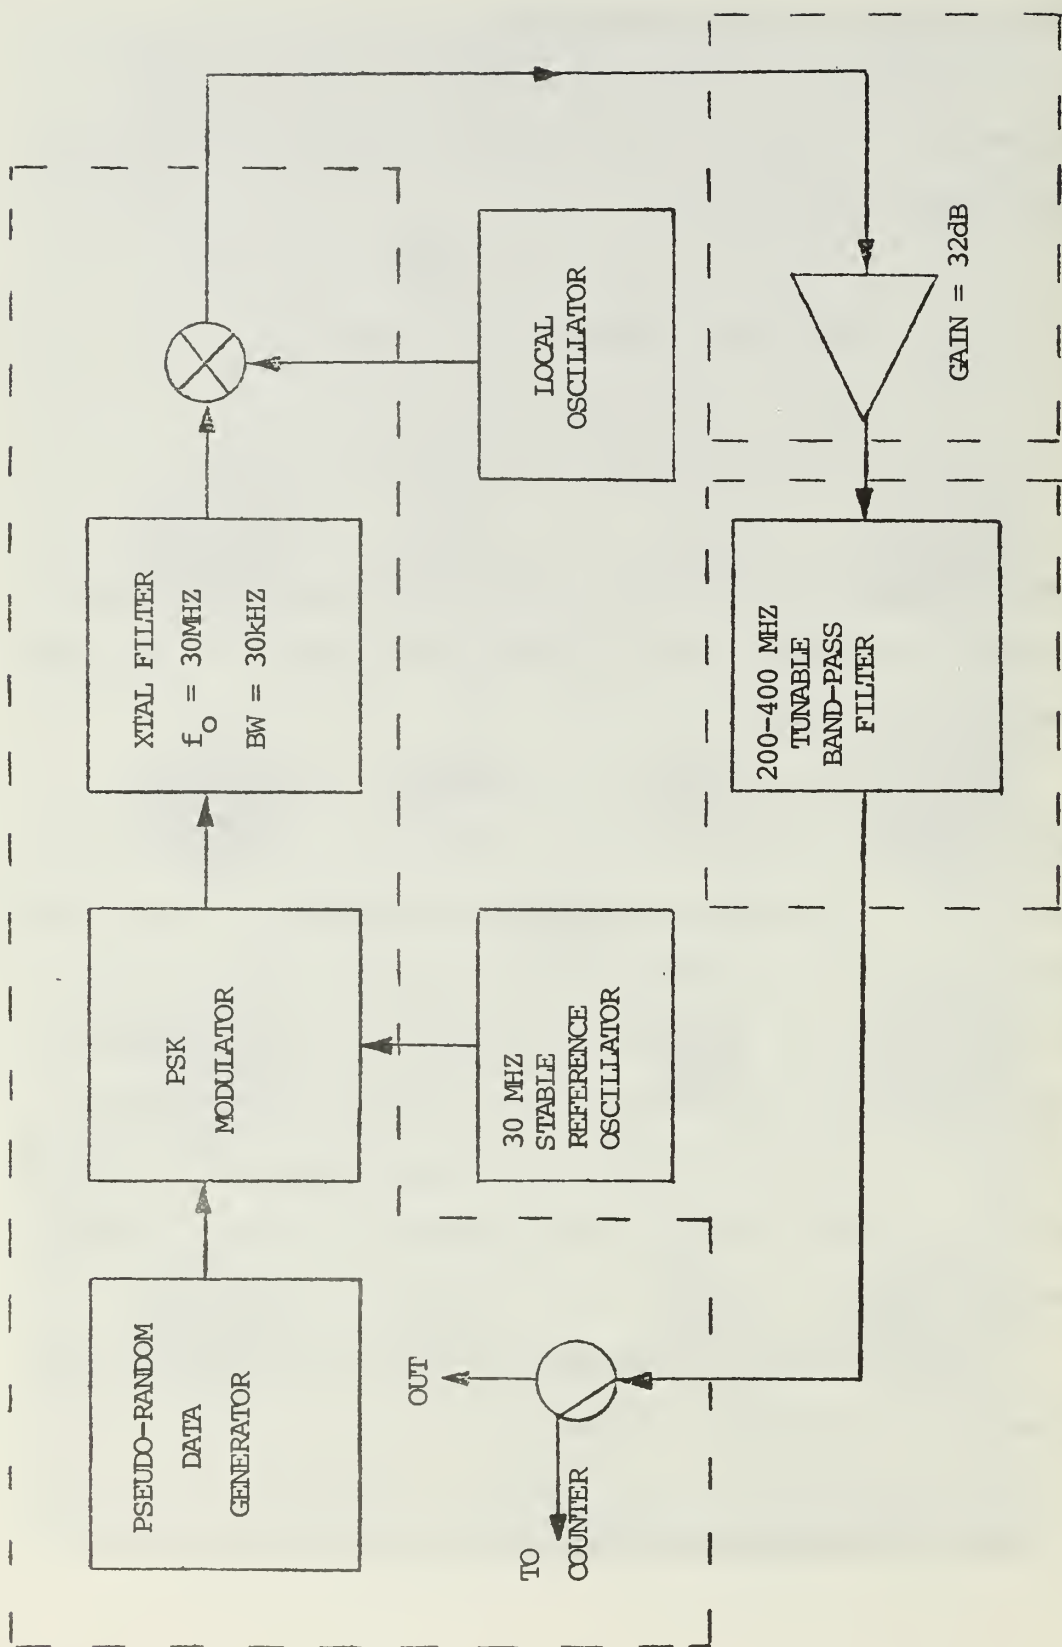 PSEUDO-RANDOM
DATA
GENERATOR
PSK
MODULATOR
XTAL FILTER
f_o = 30MHZ
BW = 30kHZ
OUT
TO
COUNTER
30 MHZ
STABLE
REFERENCE
OSCILLATOR
LOCAL
OSCILLATOR
200-400 MHZ
TUNABLE
BAND-PASS
FILTER
GAIN = 32dB